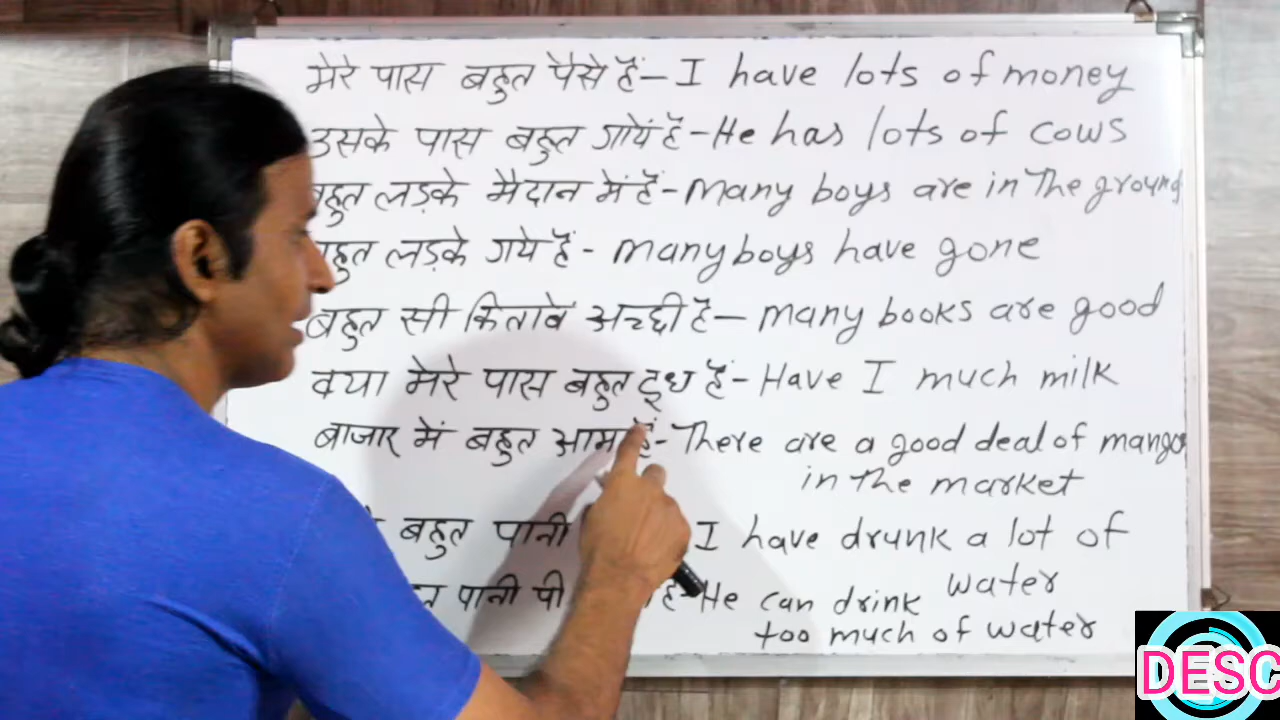 मेरे पास बहुत पैसे हैं – I have lots of money
उसके पास बहुत गायें हैं – He has lots of cows
बहुत लड़के मैदान में हैं – many boys are in the ground
बहुत लड़के गये हैं – many boys have gone
बहुत सी किताबें अच्छी हैं – many books are good
क्या मेरे पास बहुत दूध है – Have I much milk
बाजार में बहुत आम हैं – There are a good deal of mango
in the market
बहुत पानी I have drunk a lot of
water
पानी पी है – He can drink
too much of water
DESC